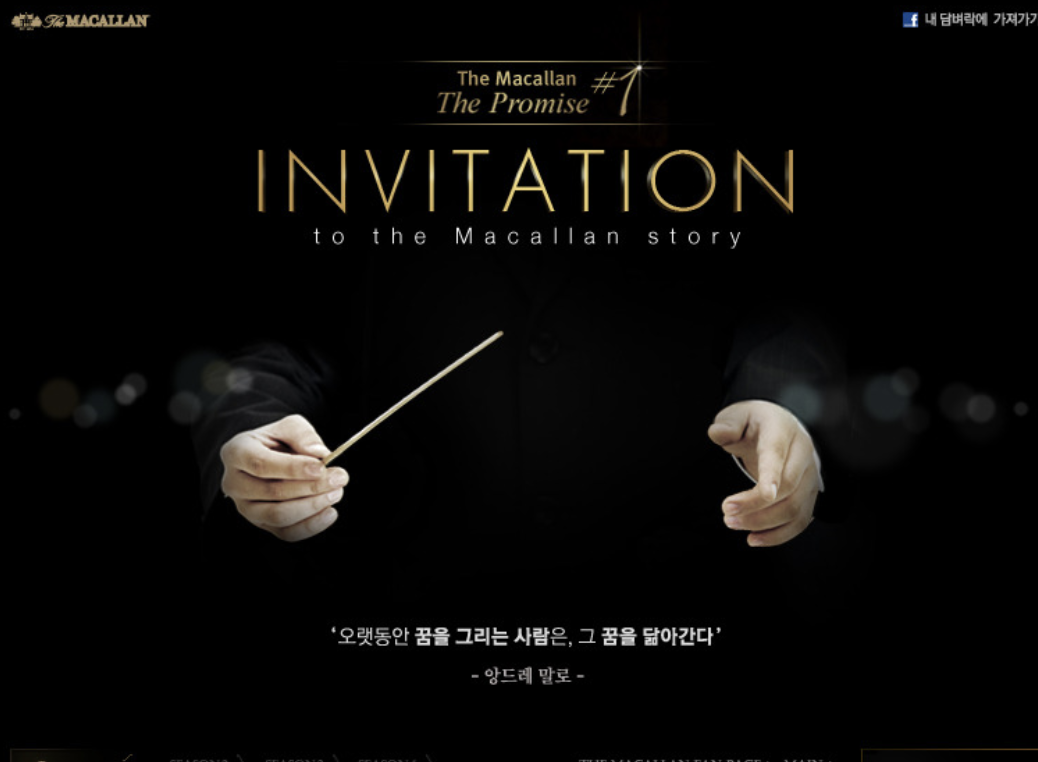 The MACALLAN
내 담벼락에 가져가기
The Macallan
The Promise #1
INVITATION
to the Macallan story
‘오랫동안 꿈을 그리는 사람은, 그 꿈을 닮아간다’
- 앙드레 말로 -